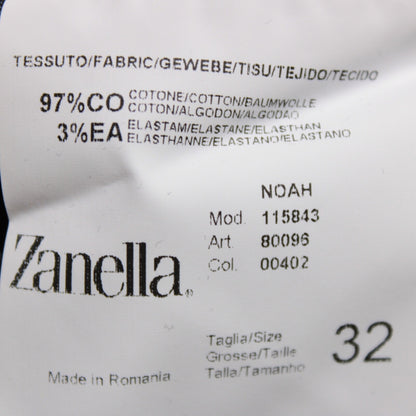 TESSUTO/FABRIC/GEWEBE/TISU/TEJIDO/TECIDO
97%CO COTONE/COTTON/BAUMWOLLE
COTON/ALGODON/ALGODAO
3%EA ELASTAM/ELASTANE/ELASTHAN
ELASTHANNE/ELASTANO/ELASTANO
NOAH
Mod. 115843
Art. 80096
Col. 00402
Zanella®
Taglia/Size
Grosse/Taille
Talla/Tamanho
32
Made in Romania